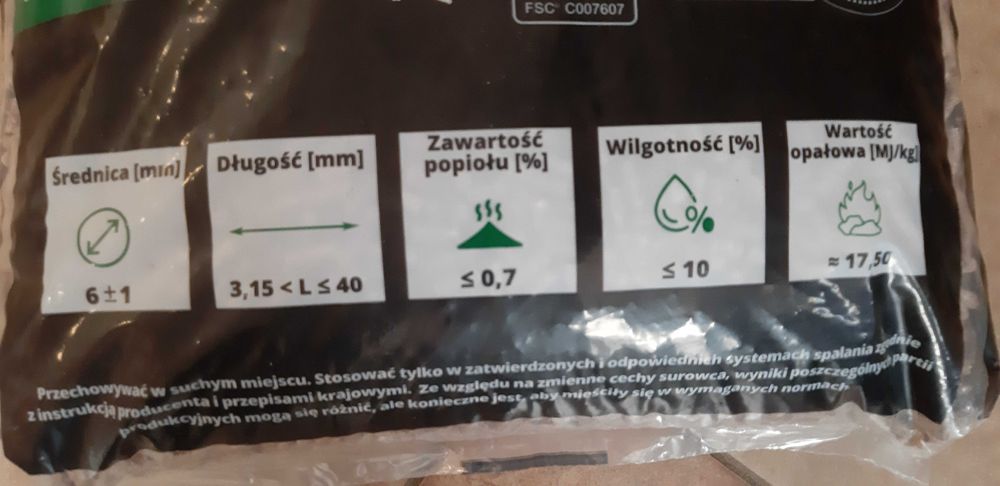 FSC® C007607
Średnica [mm]
6 ± 1
Długość [mm]
3,15 < L ≤ 40
Zawartość
popiołu [%]
≤ 0,7
Wilgotność [%]
%
≤ 10
Wartość
opałowa [MJ/kg]
≈ 17,50
Przechowywać w suchym miejscu. Stosować tylko w zatwierdzonych i odpowiednich systemach spalania zgodnie
z instrukcją producenta i przepisami krajowymi. Ze względu na zmienne cechy surowca, wyniki poszczególnych partii
produkcyjnych mogą się różnić, ale konieczne jest, aby mieściły się w wymaganych normach